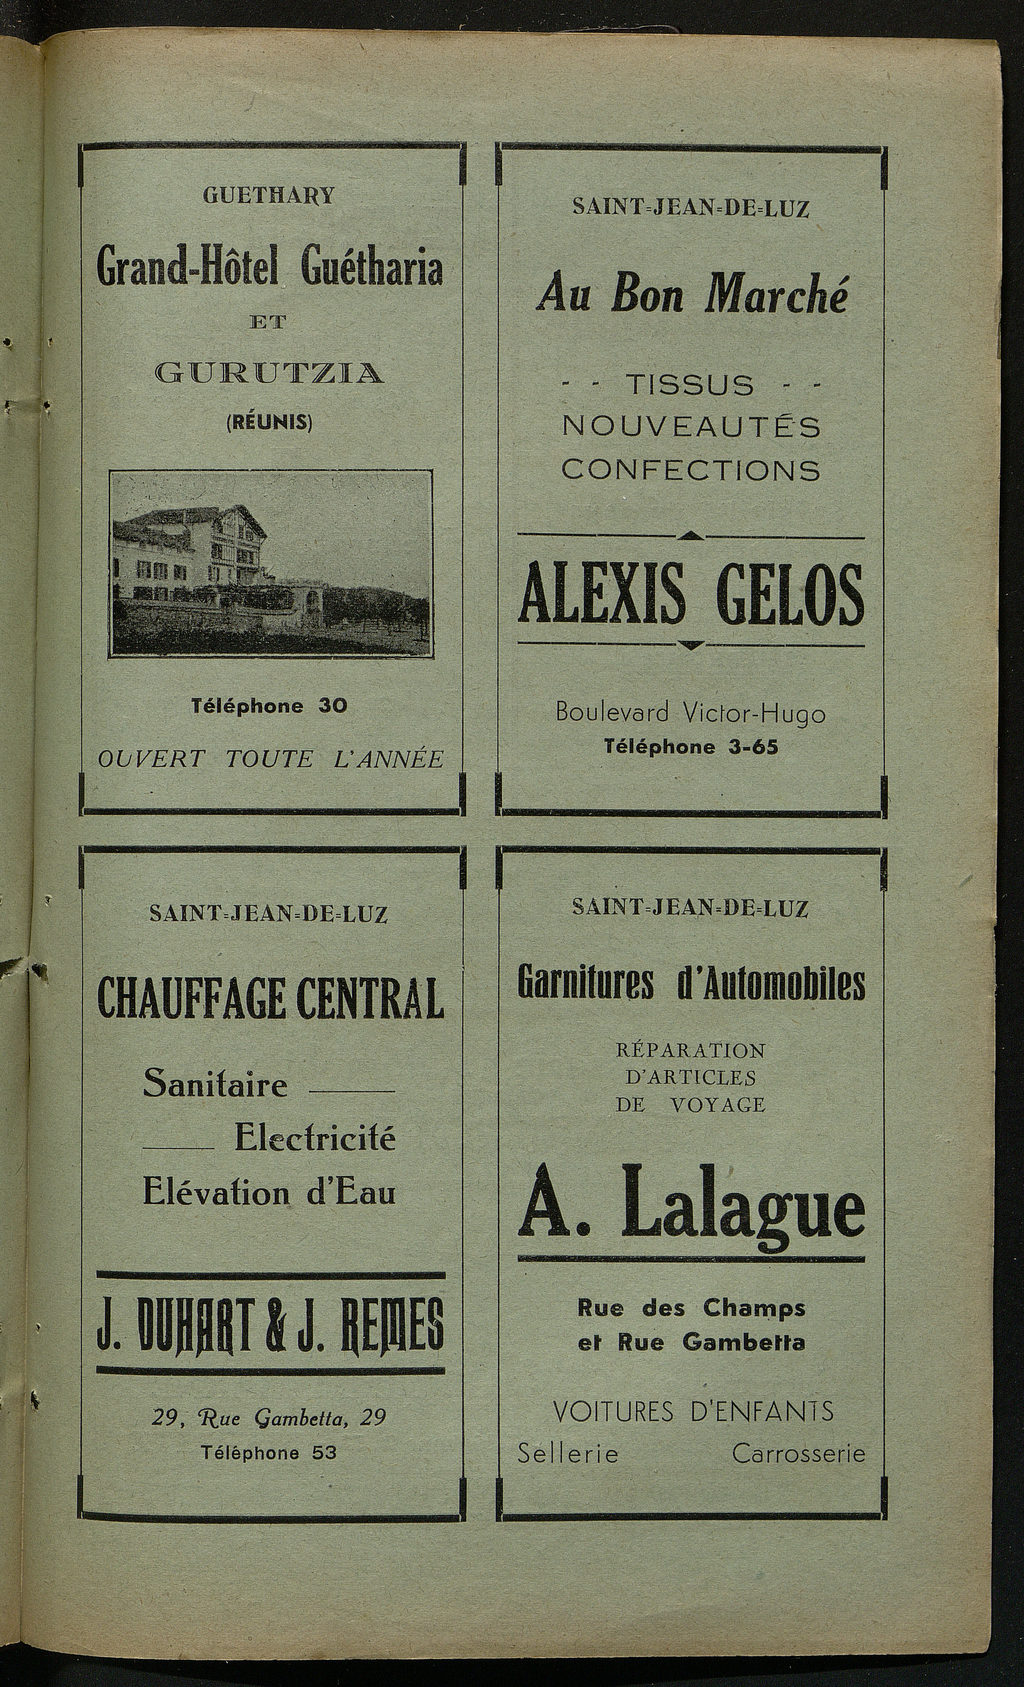 GUETHARY
Grand-Hôtel Guétharia
ET
GURUTZIA
(RÉUNIS)
Téléphone 30
OUVERT TOUTE L'ANNÉE
SAINT-JEAN-DE-LUZ
Au Bon Marché
- - TISSUS - -
NOUVEAUTÉS
CONFECTIONS
ALEXIS GELOS
Boulevard Victor-Hugo
Téléphone 3-65
SAINT-JEAN-DE-LUZ
CHAUFFAGE CENTRAL
Sanitaire
Electricité
Elévation d'Eau
J. DUHART & J. REMES
29, Rue Gambetta, 29
Téléphone 53
SAINT-JEAN-DE-LUZ
Garnitures d'Automobiles
RÉPARATION
D'ARTICLES
DE VOYAGE
A. Lalague
Rue des Champs
et Rue Gambetta
VOITURES D'ENFANTS
Sellerie Carrosserie